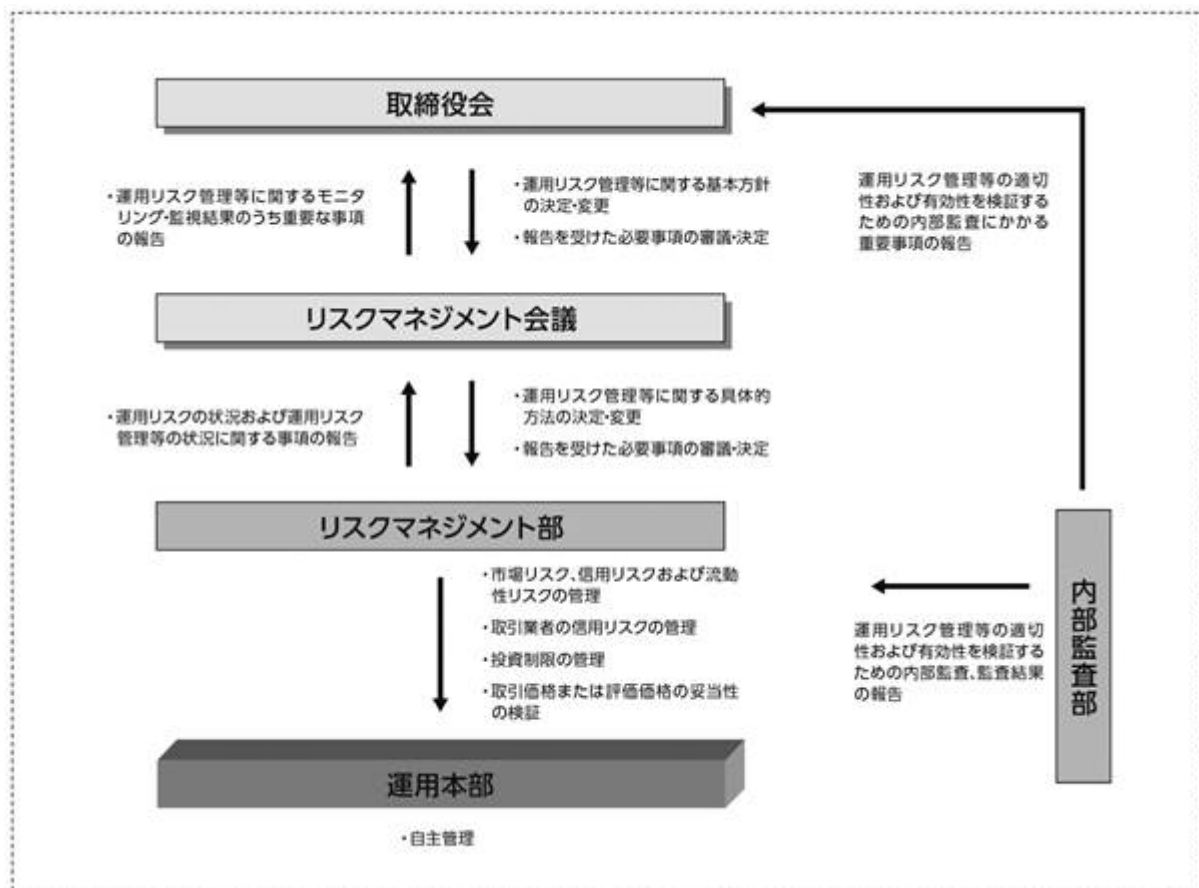 取締役会
・運用リスク管理等に関するモニタ
リング・監視結果のうち重要な事項
の報告
・運用リスク管理等に関する基本方針
の決定・変更
・報告を受けた必要事項の審議・決定
運用リスク管理等の適切
性および有効性を検証する
ための内部監査にかかる
重要事項の報告
リスクマネジメント会議
・運用リスクの状況および運用リスク
管理等の状況に関する事項の報告
・運用リスク管理等に関する具体的
方法の決定・変更
・報告を受けた必要事項の審議・決定
リスクマネジメント部
・市場リスク、信用リスクおよび流動
性リスクの管理
・取引業者の信用リスクの管理
・投資制限の管理
・取引価格または評価価格の妥当性
の検証
運用リスク管理等の適切
性および有効性を検証する
ための内部監査、監査結果
の報告
内部監査部
運用本部
・自主管理